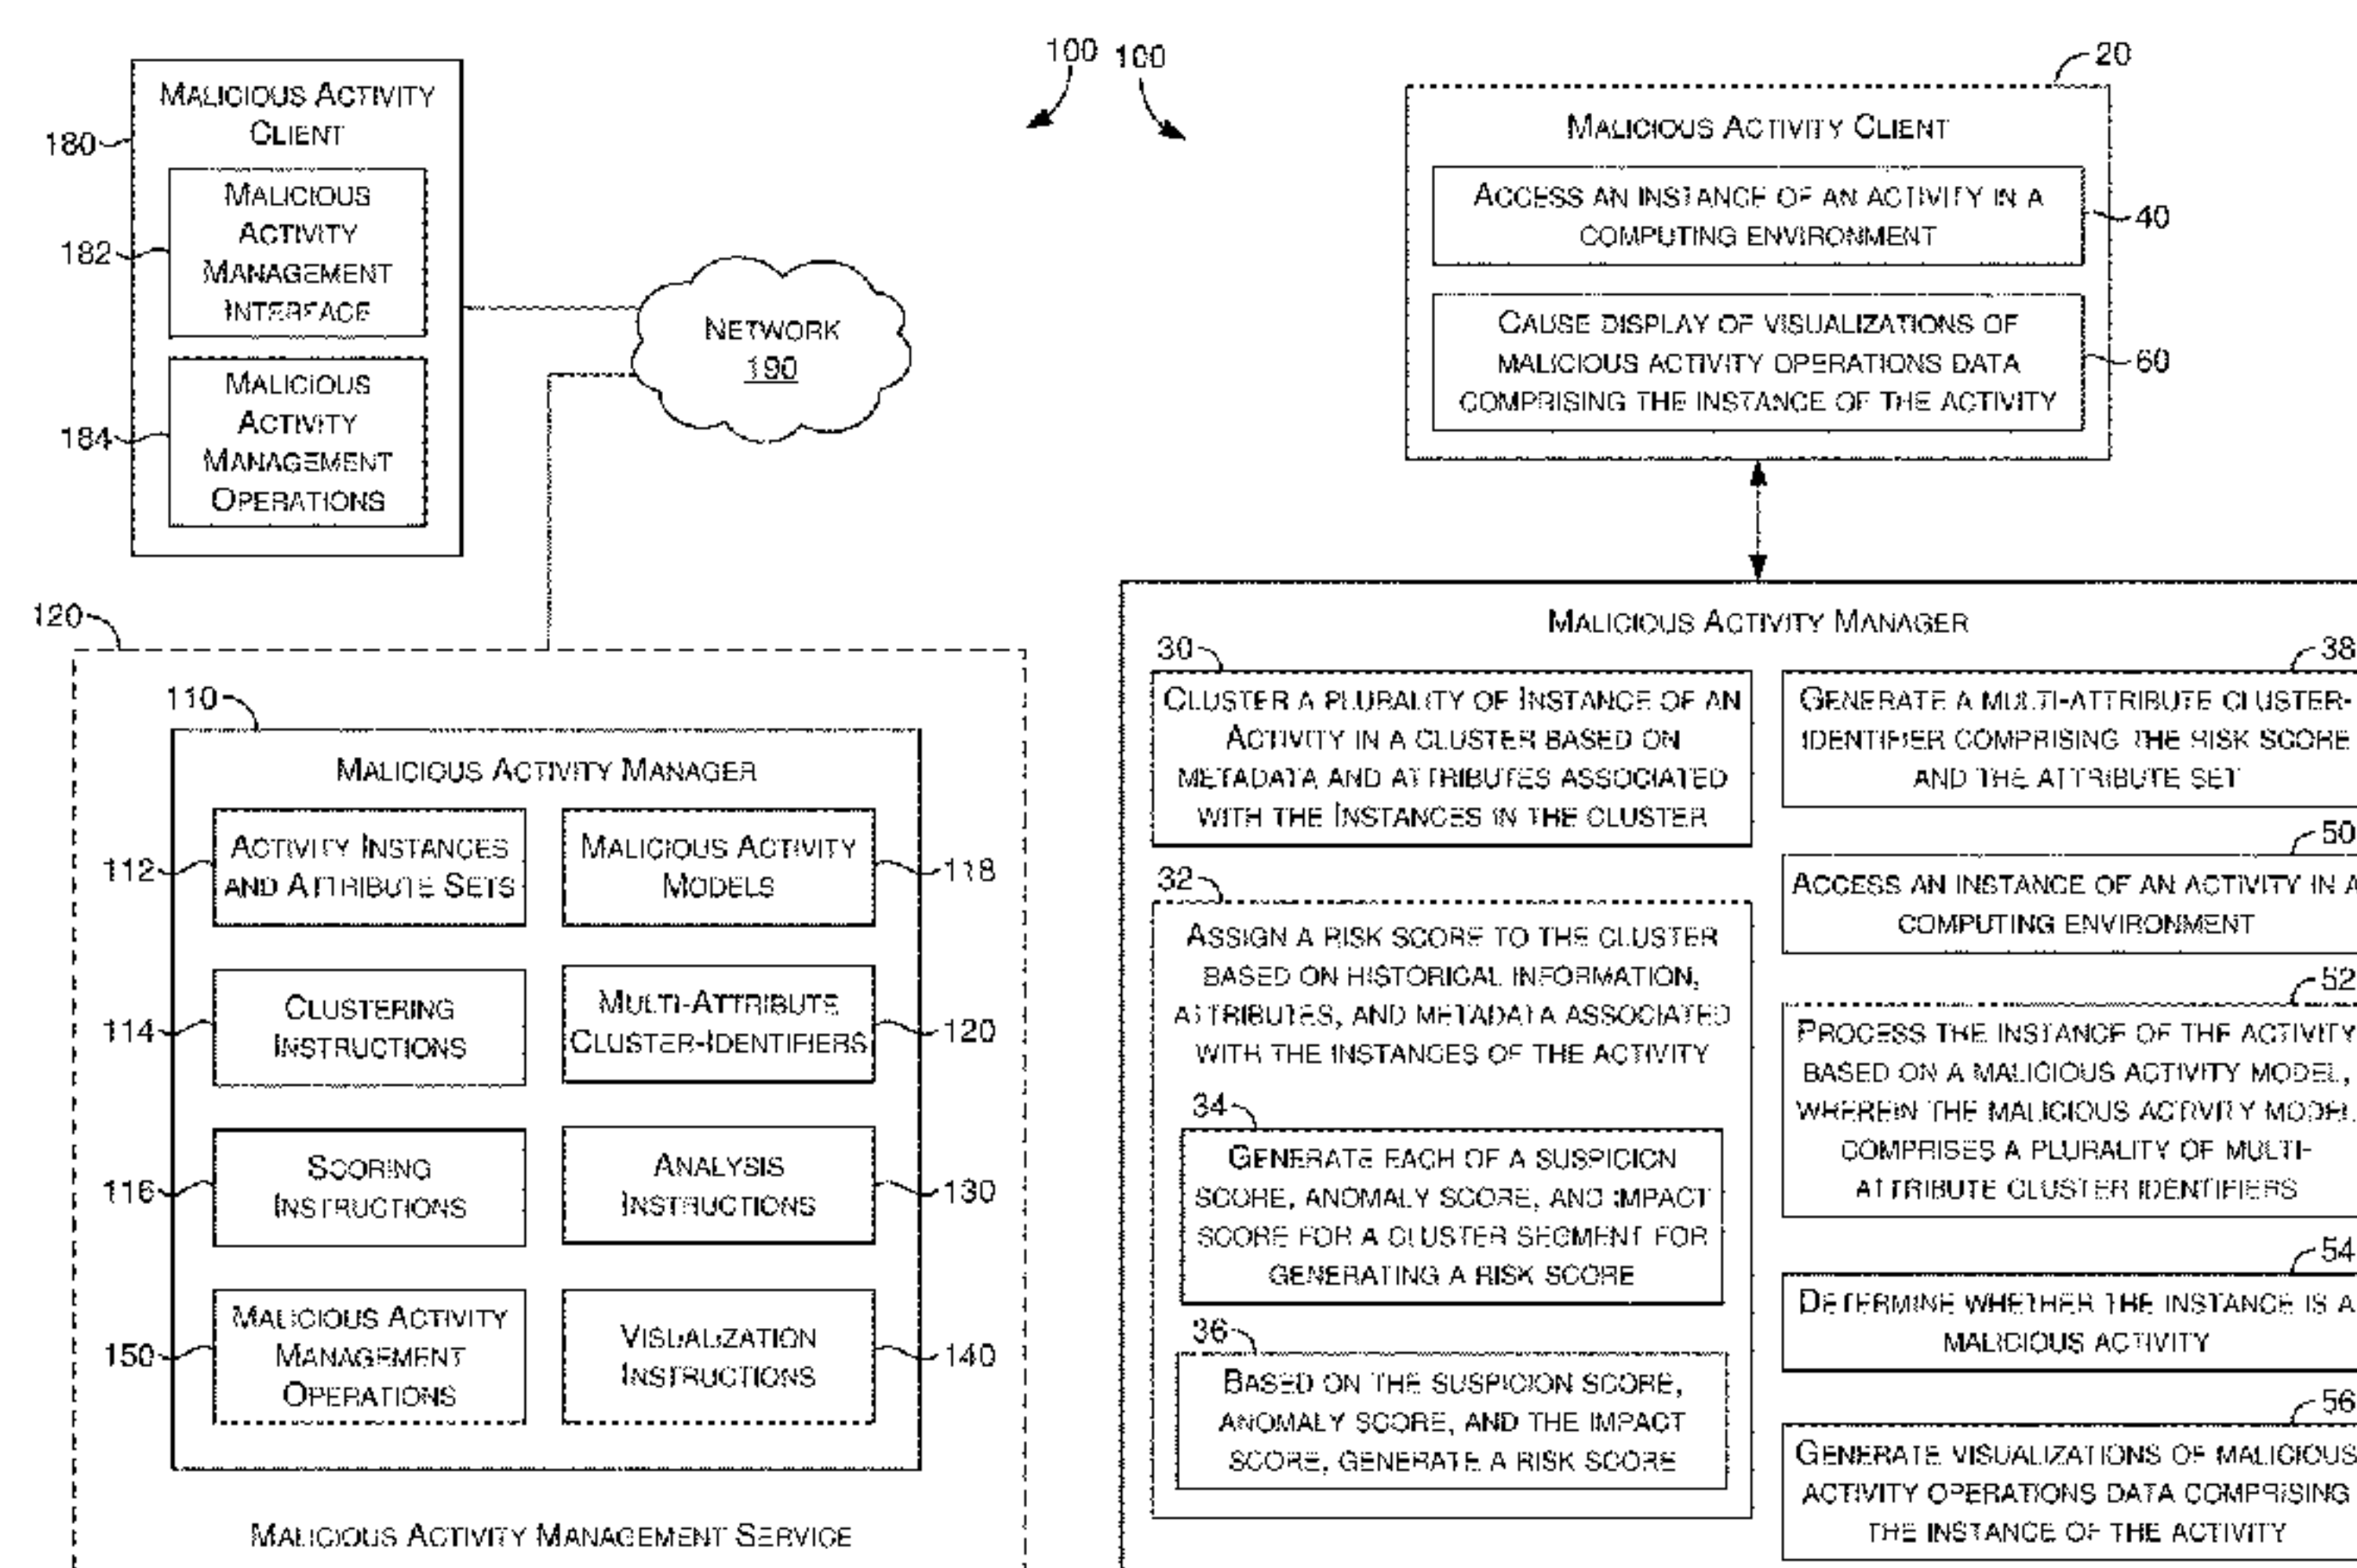 100
MALICIOUS ACTIVITY
CLIENT
180
MALICIOUS
ACTIVITY
MANAGEMENT
INTERFACE
182
MALICIOUS
ACTIVITY
MANAGEMENT
OPERATIONS
184
NETWORK
190
120
110
MALICIOUS ACTIVITY MANAGER
112
ACTIVITY INSTANCES
AND ATTRIBUTE SETS
MALICIOUS ACTIVITY
MODELS
118
114
CLUSTERING
INSTRUCTIONS
MULTI-ATTRIBUTE
CLUSTER-IDENTIFIERS
120
116
SCORING
INSTRUCTIONS
ANALYSIS
INSTRUCTIONS
130
150
MALICIOUS ACTIVITY
MANAGEMENT
OPERATIONS
VISUALIZATION
INSTRUCTIONS
140
MALICIOUS ACTIVITY MANAGEMENT SERVICE
100
20
MALICIOUS ACTIVITY CLIENT
ACCESS AN INSTANCE OF AN ACTIVITY IN A
COMPUTING ENVIRONMENT
40
CAUSE DISPLAY OF VISUALIZATIONS OF
MALICIOUS ACTIVITY OPERATIONS DATA
COMPRISING THE INSTANCE OF THE ACTIVITY
60
MALICIOUS ACTIVITY MANAGER
30
CLUSTER A PLURALITY OF INSTANCE OF AN
ACTIVITY IN A CLUSTER BASED ON
METADATA AND ATTRIBUTES ASSOCIATED
WITH THE INSTANCES IN THE CLUSTER
32
ASSIGN A RISK SCORE TO THE CLUSTER
BASED ON HISTORICAL INFORMATION,
ATTRIBUTES, AND METADATA ASSOCIATED
WITH THE INSTANCES OF THE ACTIVITY
34
GENERATE EACH OF A SUSPICION
SCORE, ANOMALY SCORE, AND IMPACT
SCORE FOR A CLUSTER SEGMENT FOR
GENERATING A RISK SCORE
36
BASED ON THE SUSPICION SCORE,
ANOMALY SCORE, AND THE IMPACT
SCORE, GENERATE A RISK SCORE
38
GENERATE A MULTI-ATTRIBUTE CLUSTER-
IDENTIFIER COMPRISING THE RISK SCORE
AND THE ATTRIBUTE SET
50
ACCESS AN INSTANCE OF AN ACTIVITY IN A
COMPUTING ENVIRONMENT
52
PROCESS THE INSTANCE OF THE ACTIVITY
BASED ON A MALICIOUS ACTIVITY MODEL,
WHEREIN THE MALICIOUS ACTIVITY MODEL
COMPRISES A PLURALITY OF MULTI-
ATTRIBUTE CLUSTER IDENTIFIERS
54
DETERMINE WHETHER THE INSTANCE IS A
MALICIOUS ACTIVITY
56
GENERATE VISUALIZATIONS OF MALICIOUS
ACTIVITY OPERATIONS DATA COMPRISING
THE INSTANCE OF THE ACTIVITY